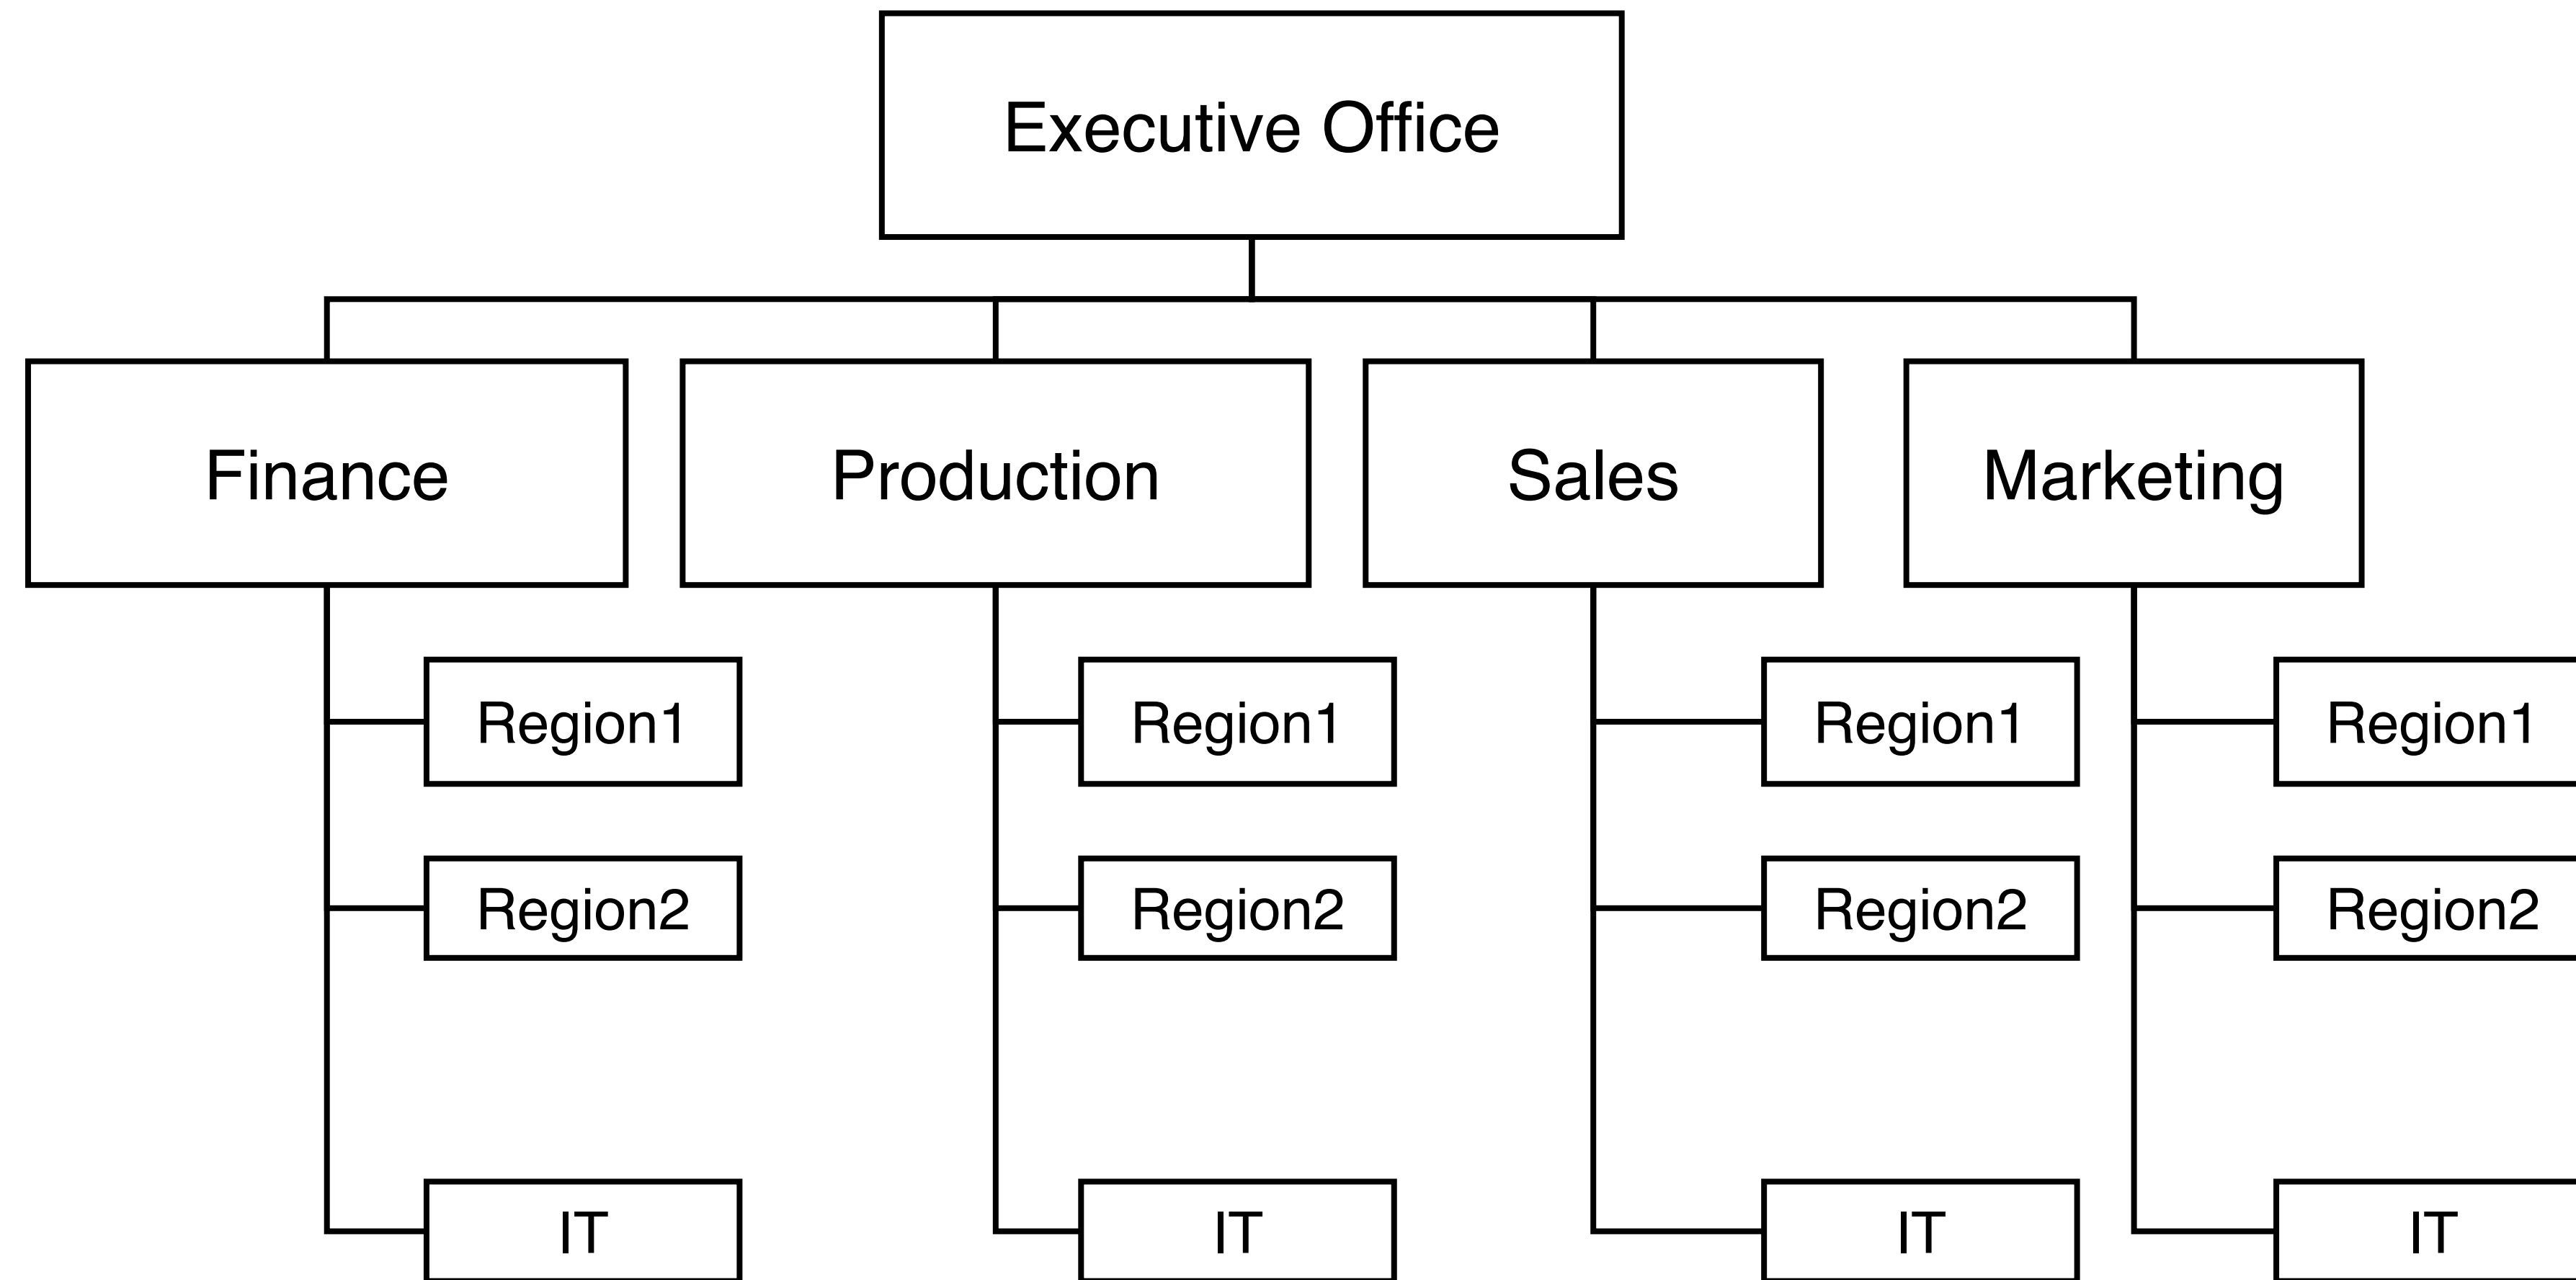 Executive Office
Finance
Production
Sales
Marketing
Region1
Region1
Region1
Region1
Region2
Region2
Region2
Region2
IT
IT
IT
IT